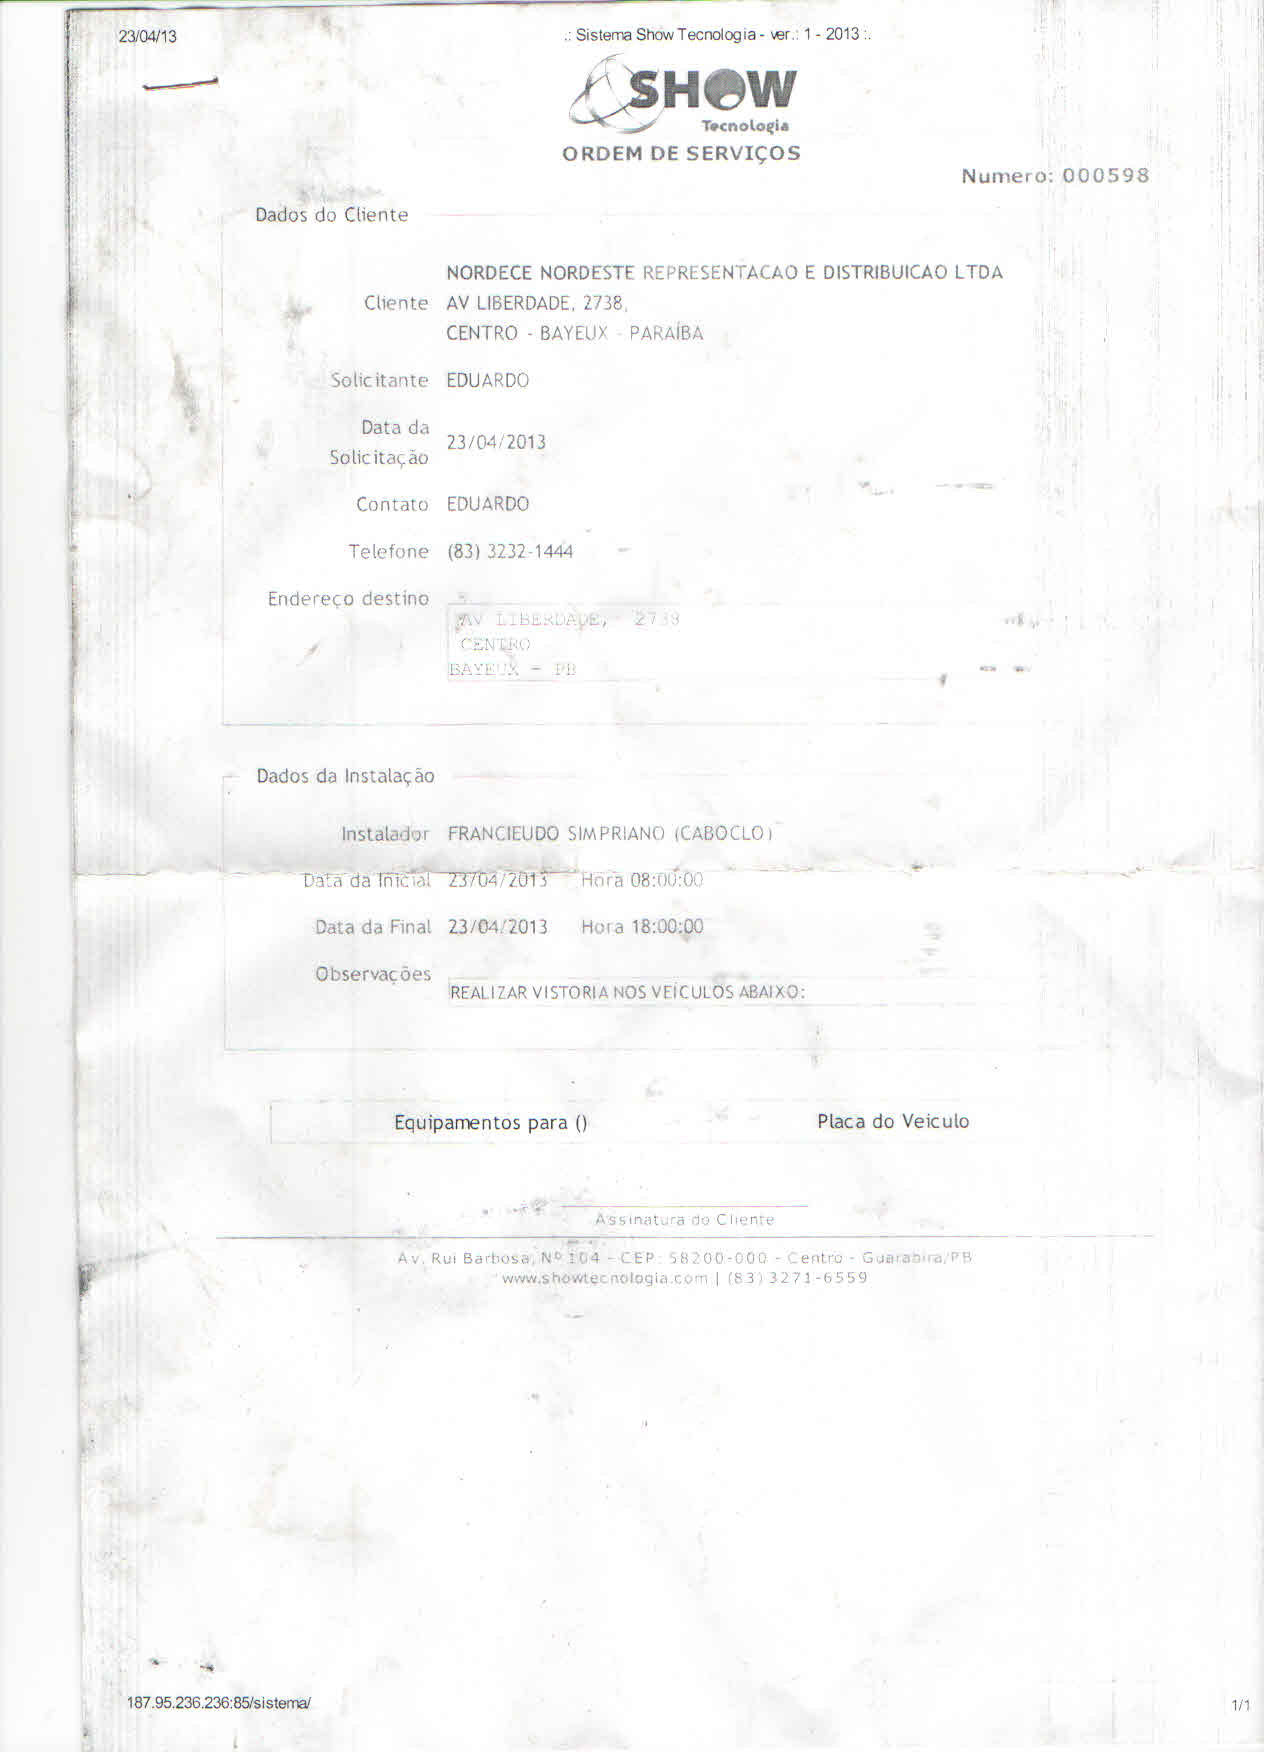 23/04/13
.: Sistema Show Tecnologia - ver.: 1 - 2013 :.
SHOW
Tecnologia
ORDEM DE SERVIÇOS
Numero: 000598
Dados do Cliente
NORDECE NORDESTE REPRESENTACAO E DISTRIBUICAO LTDA
Cliente AV LIBERDADE, 2738,
CENTRO - BAYEUX - PARAÍBA
Solicitante EDUARDO
Data da
Solicitação 23/04/2013
Contato EDUARDO
Telefone (83) 3232-1444
Endereço destino
AV LIBERDADE, 2738
CENTRO
BAYEUX - PB
Dados da Instalação
Instalador FRANCIEUDO SIMPRIANO (CABOCLO)
Data da Inicial 23/04/2013 Hora 08:00:00
Data da Final 23/04/2013 Hora 18:00:00
Observações
REALIZAR VISTORIA NOS VEÍCULOS ABAIXO:
Equipamentos para () Placa do Veiculo
Assinatura do Cliente
Av. Rui Barbosa, Nº 104 - CEP: 58200-000 - Centro - Guarabira/PB
www.showtecnologia.com | (83) 3271-6559
187.95.236.236:85/sistema/
1/1